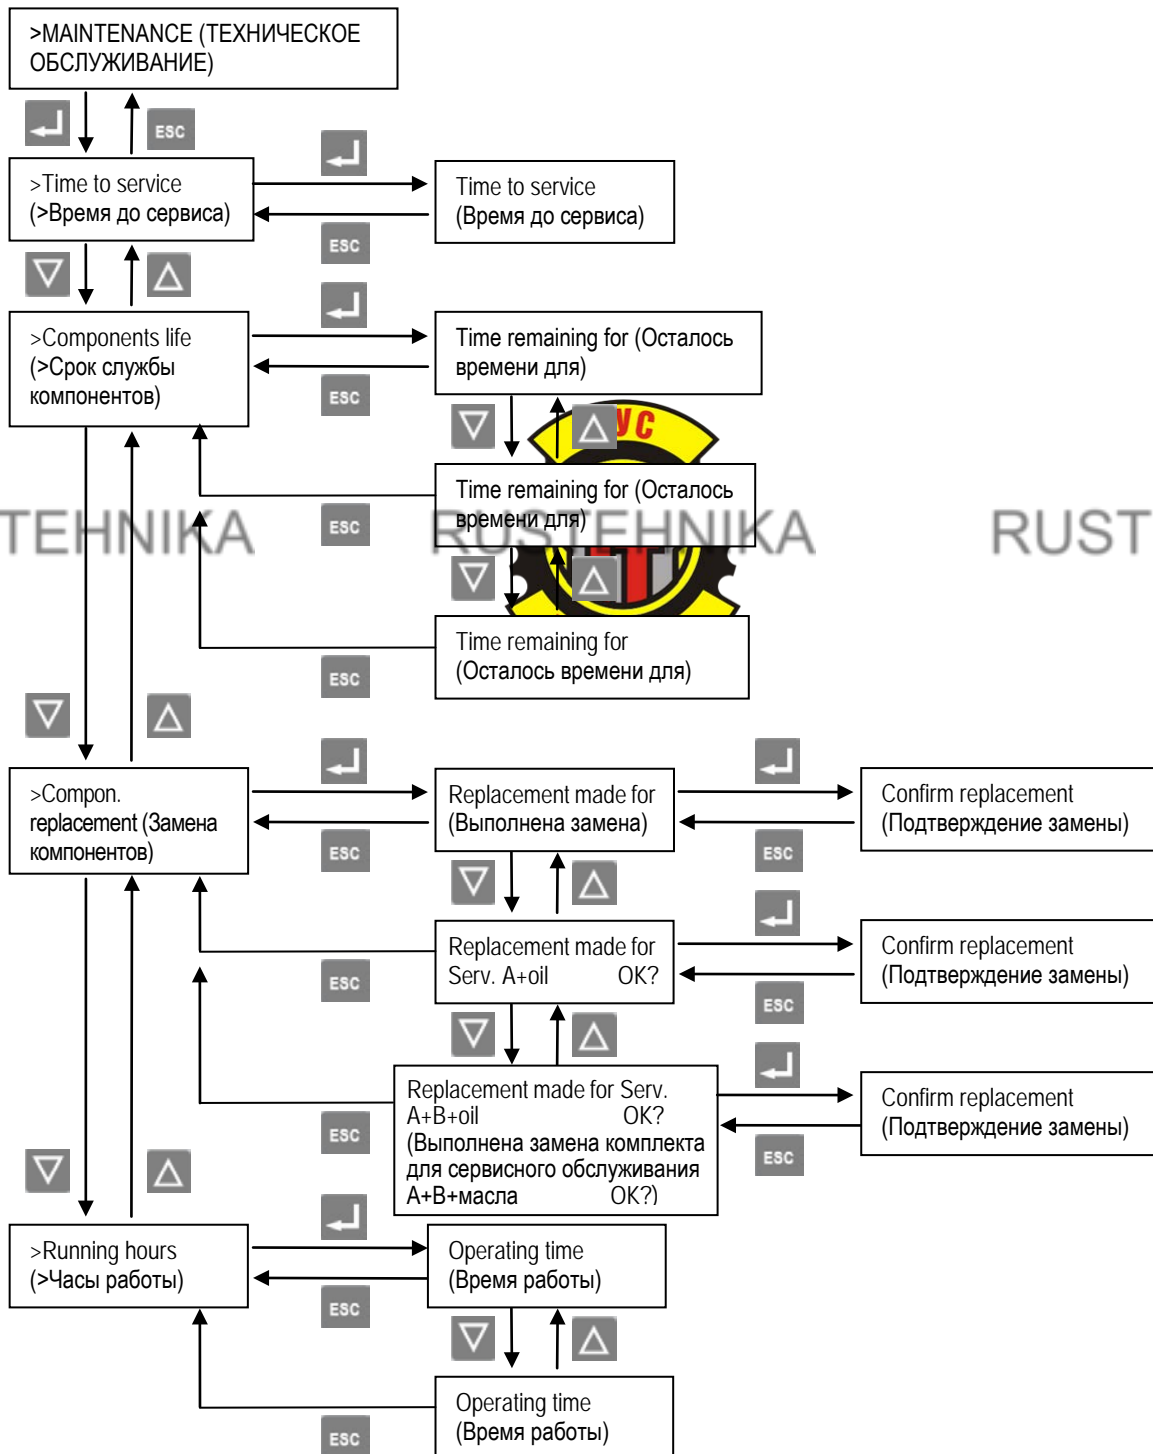 >MAINTENANCE (ТЕХНИЧЕСКОЕ
ОБСЛУЖИВАНИЕ)
ESC
>Time to service
(>Время до сервиса)
Time to service
(Время до сервиса)
ESC
>Components life
(>Срок службы
компонентов)
Time remaining for (Осталось
времени для)
ESC
УС
Time remaining for (Осталось
времени для)
ESC
TEHNIKA
RUSTEHNIKA
RUST
Time remaining for
(Осталось времени для)
ESC
>Compon.
replacement (Замена
компонентов)
Replacement made for
(Выполнена замена)
Confirm replacement
(Подтверждение замены)
ESC
ESC
Replacement made for
Serv. A+oil OK?
Confirm replacement
(Подтверждение замены)
ESC
ESC
Replacement made for Serv.
A+B+oil OK?
(Выполнена замена комплекта
для сервисного обслуживания
A+B+масла OK?)
Confirm replacement
(Подтверждение замены)
ESC
ESC
>Running hours
(>Часы работы)
Operating time
(Время работы)
ESC
Operating time
(Время работы)
ESC